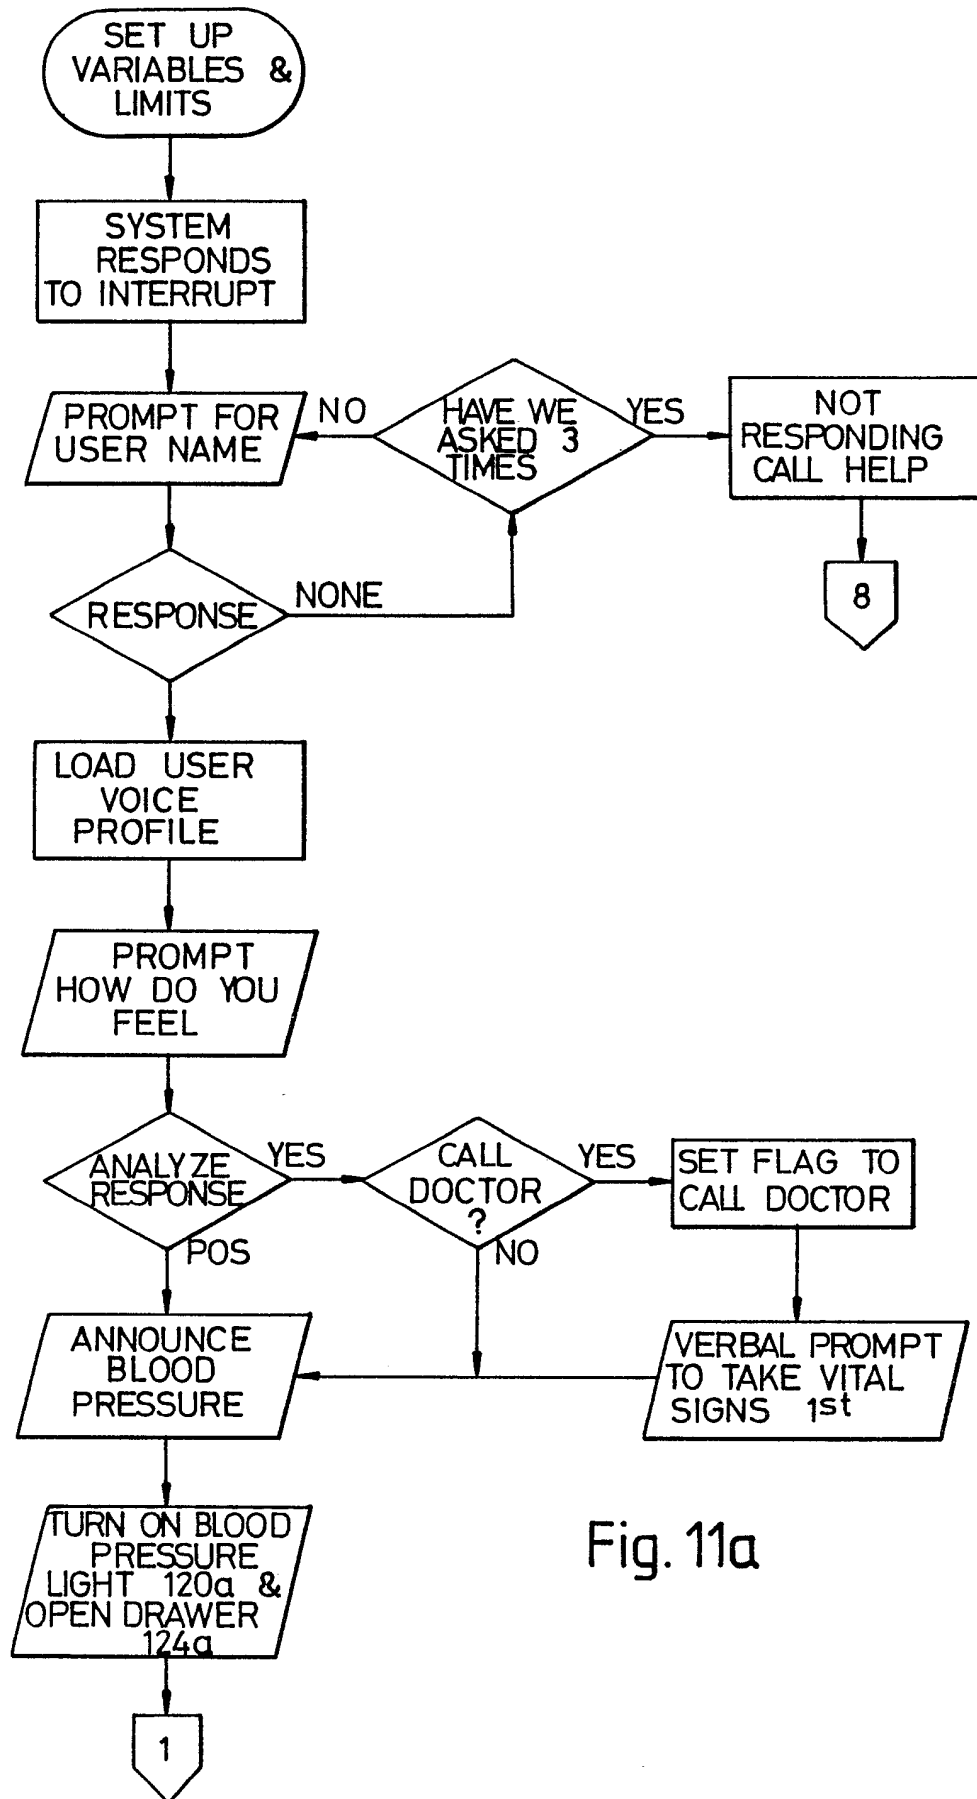 SET UP
VARIABLES &
LIMITS
SYSTEM
RESPONDS
TO INTERRUPT
PROMPT FOR
USER NAME
NO
HAVE WE
ASKED 3
TIMES
YES
NOT
RESPONDING
CALL HELP
8
RESPONSE
NONE
LOAD USER
VOICE
PROFILE
PROMPT
HOW DO YOU
FEEL
ANALYZE
RESPONSE
YES
POS
CALL
DOCTOR
?
YES
NO
SET FLAG TO
CALL DOCTOR
VERBAL PROMPT
TO TAKE VITAL
SIGNS 1st
ANNOUNCE
BLOOD
PRESSURE
TURN ON BLOOD
PRESSURE
LIGHT 120a &
OPEN DRAWER
124a
1
Fig. 11a